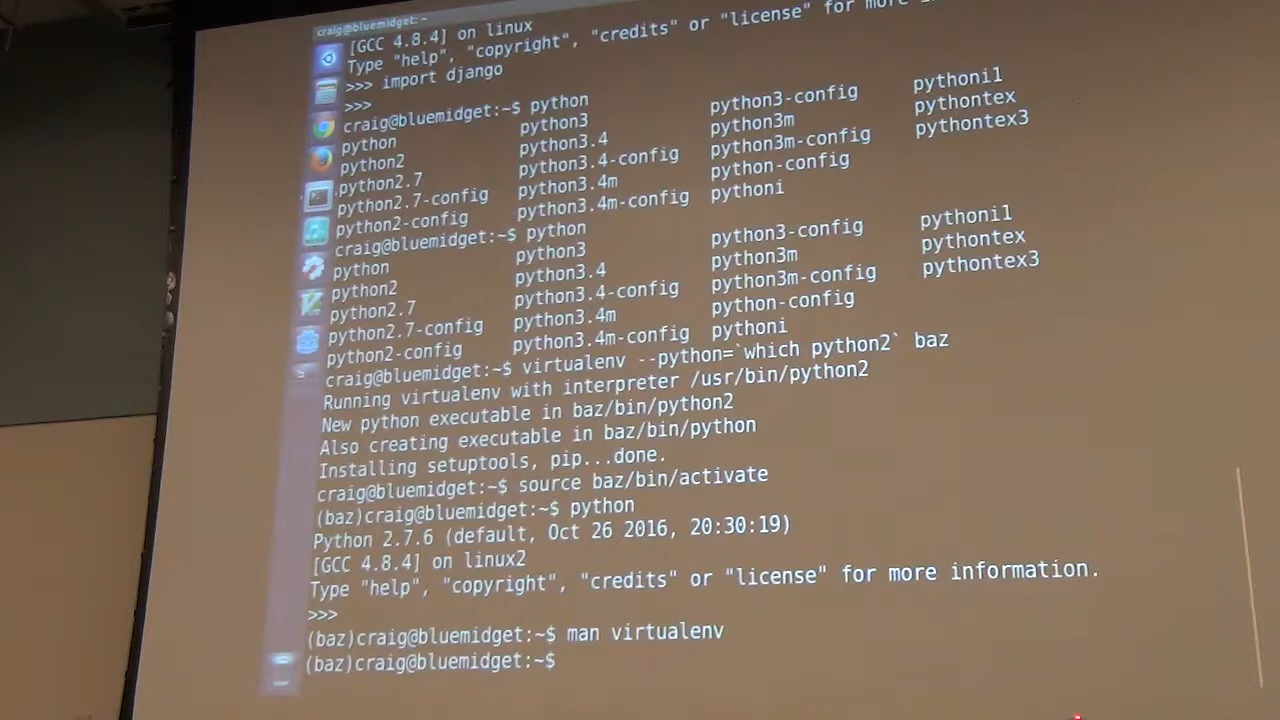 craig@bluemidget: ~
[GCC 4.8.4] on linux
Type "help", "copyright", "credits" or "license" for more
>>> import django
>>>
craig@bluemidget:~$ python
python python3 python3-config pythoni1
python2 python3.4 python3m pythontex
python2.7 python3.4-config python3m-config pythontex3
python2.7-config python3.4m python-config
python2-config python3.4m-config pythoni
craig@bluemidget:~$ python
python python3 python3-config pythoni1
python2 python3.4 python3m pythontex
python2.7 python3.4-config python3m-config pythontex3
python2.7-config python3.4m python-config
python2-config python3.4m-config pythoni
craig@bluemidget:~$ virtualenv --python=`which python2` baz
Running virtualenv with interpreter /usr/bin/python2
New python executable in baz/bin/python2
Also creating executable in baz/bin/python
Installing setuptools, pip...done.
craig@bluemidget:~$ source baz/bin/activate
(baz)craig@bluemidget:~$ python
Python 2.7.6 (default, Oct 26 2016, 20:30:19)
[GCC 4.8.4] on linux2
Type "help", "copyright", "credits" or "license" for more information.
>>>
(baz)craig@bluemidget:~$ man virtualenv
(baz)craig@bluemidget:~$